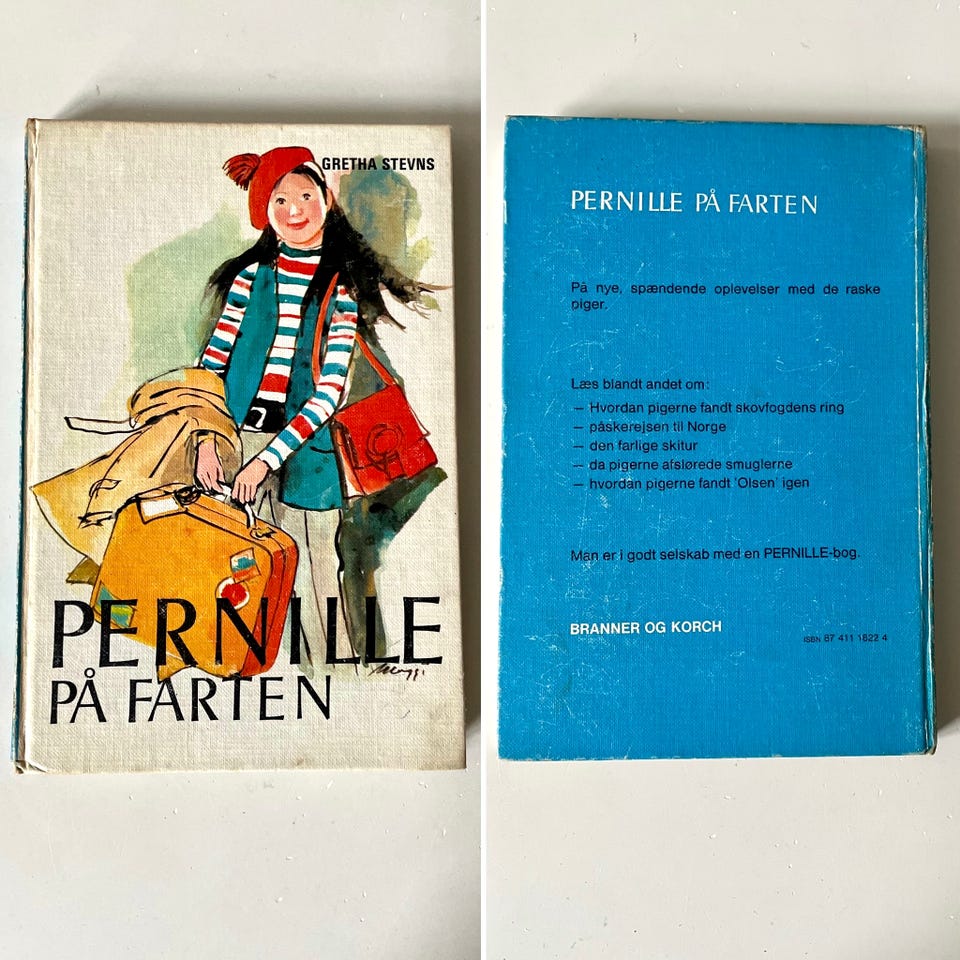 GRETHA STEVNS
PERNILLE
PÅ FARTEN
PERNILLE PÅ FARTEN
På nye, spændende oplevelser med de raske
piger.
Læs blandt andet om:
— Hvordan pigerne fandt skovfogdens ring
— påskerejsen til Norge
— den farlige skitur
— da pigerne afslørede smuglerne
— hvordan pigerne fandt 'Olsen' igen
Man er i godt selskab med en PERNILLE-bog.
BRANNER OG KORCH
ISBN 87 411 1822 4